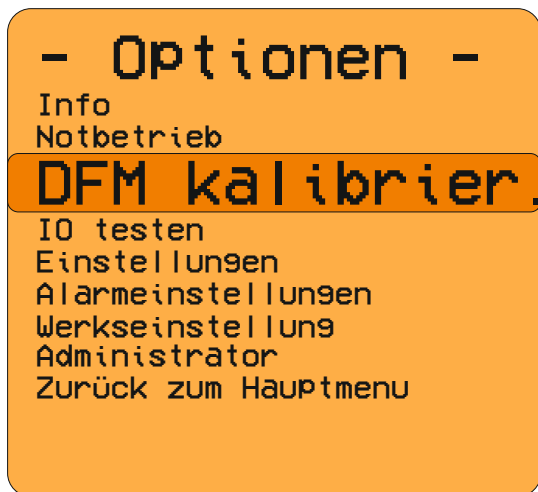 - Optionen -
Info
Notbetrieb
DFM kalibrier.
IO testen
Einstellungen
Alarmeinstellungen
Werkseinstellung
Administrator
Zurück zum Hauptmenu